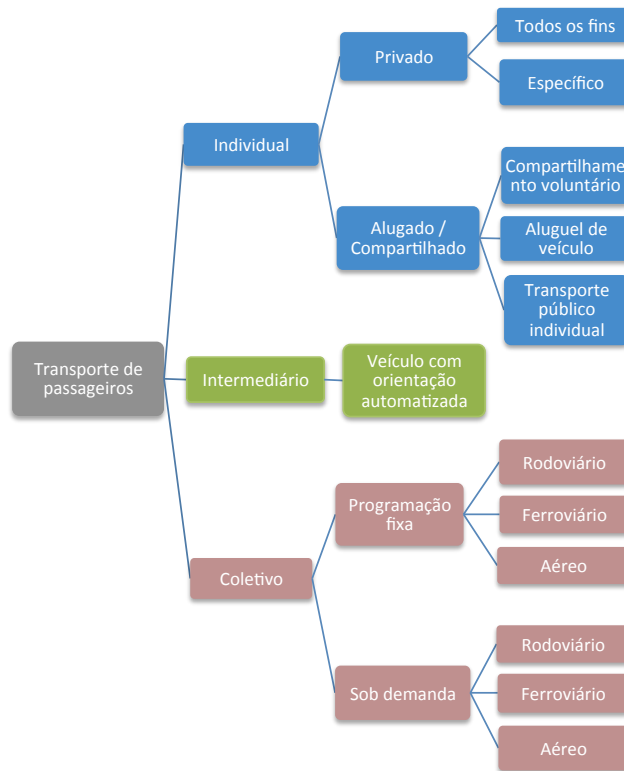 Todos os fins
Privado
Específico
Individual
Compartilhame
nto voluntário
Alugado /
Compartilhado
Aluguel de
veículo
Transporte
público
individual
Transporte de
passageiros
Intermediário
Veículo com
orientação
automatizada
Rodoviário
Programação
fixa
Ferroviário
Aéreo
Coletivo
Rodoviário
Sob demanda
Ferroviário
Aéreo